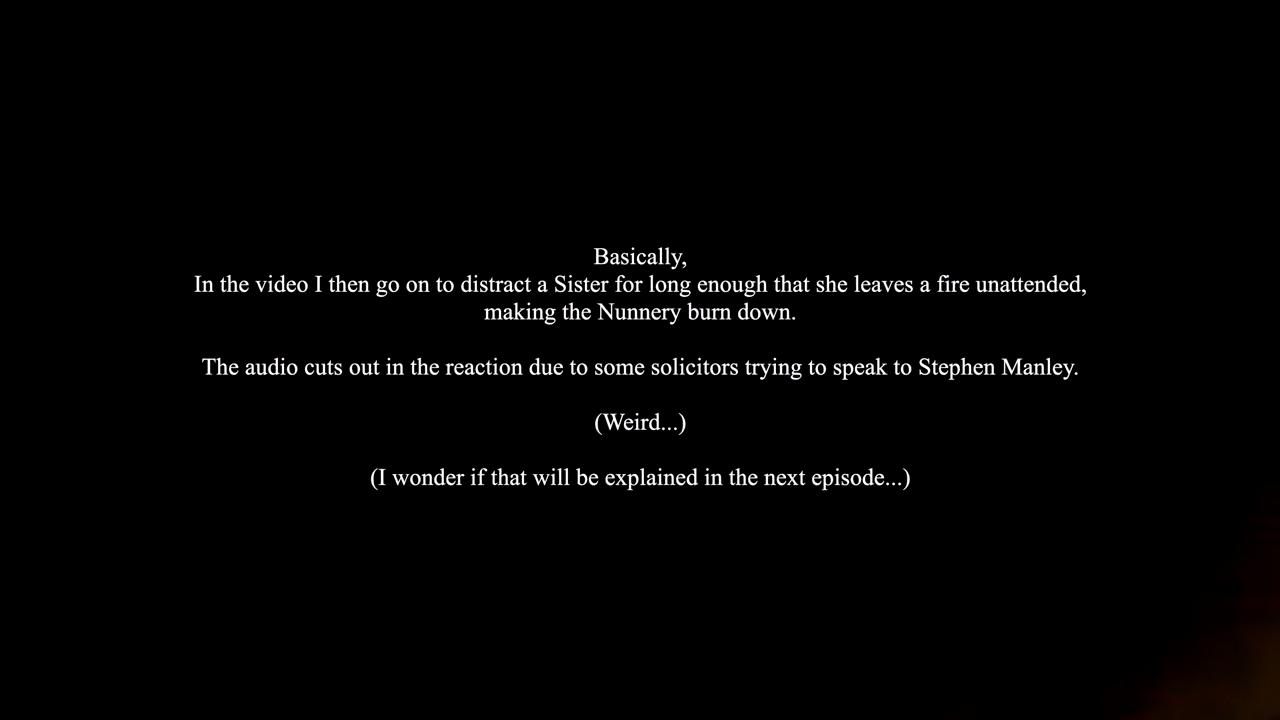 Basically,
In the video I then go on to distract a Sister for long enough that she leaves a fire unattended,
making the Nunnery burn down.
The audio cuts out in the reaction due to some solicitors trying to speak to Stephen Manley.
(Weird...)
(I wonder if that will be explained in the next episode...)